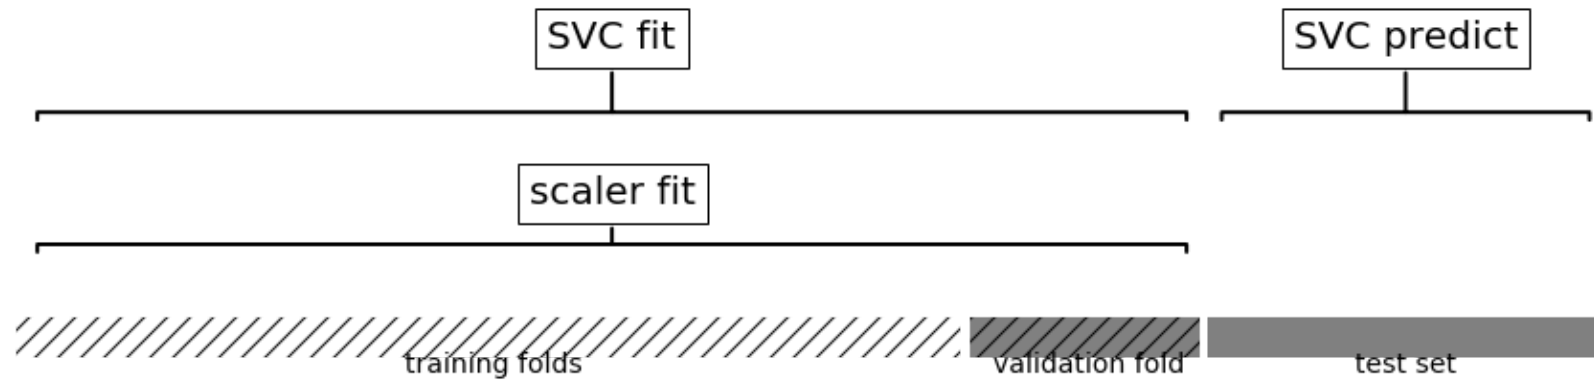 SVC fit
SVC predict
scaler fit
training folds
validation fold
test set